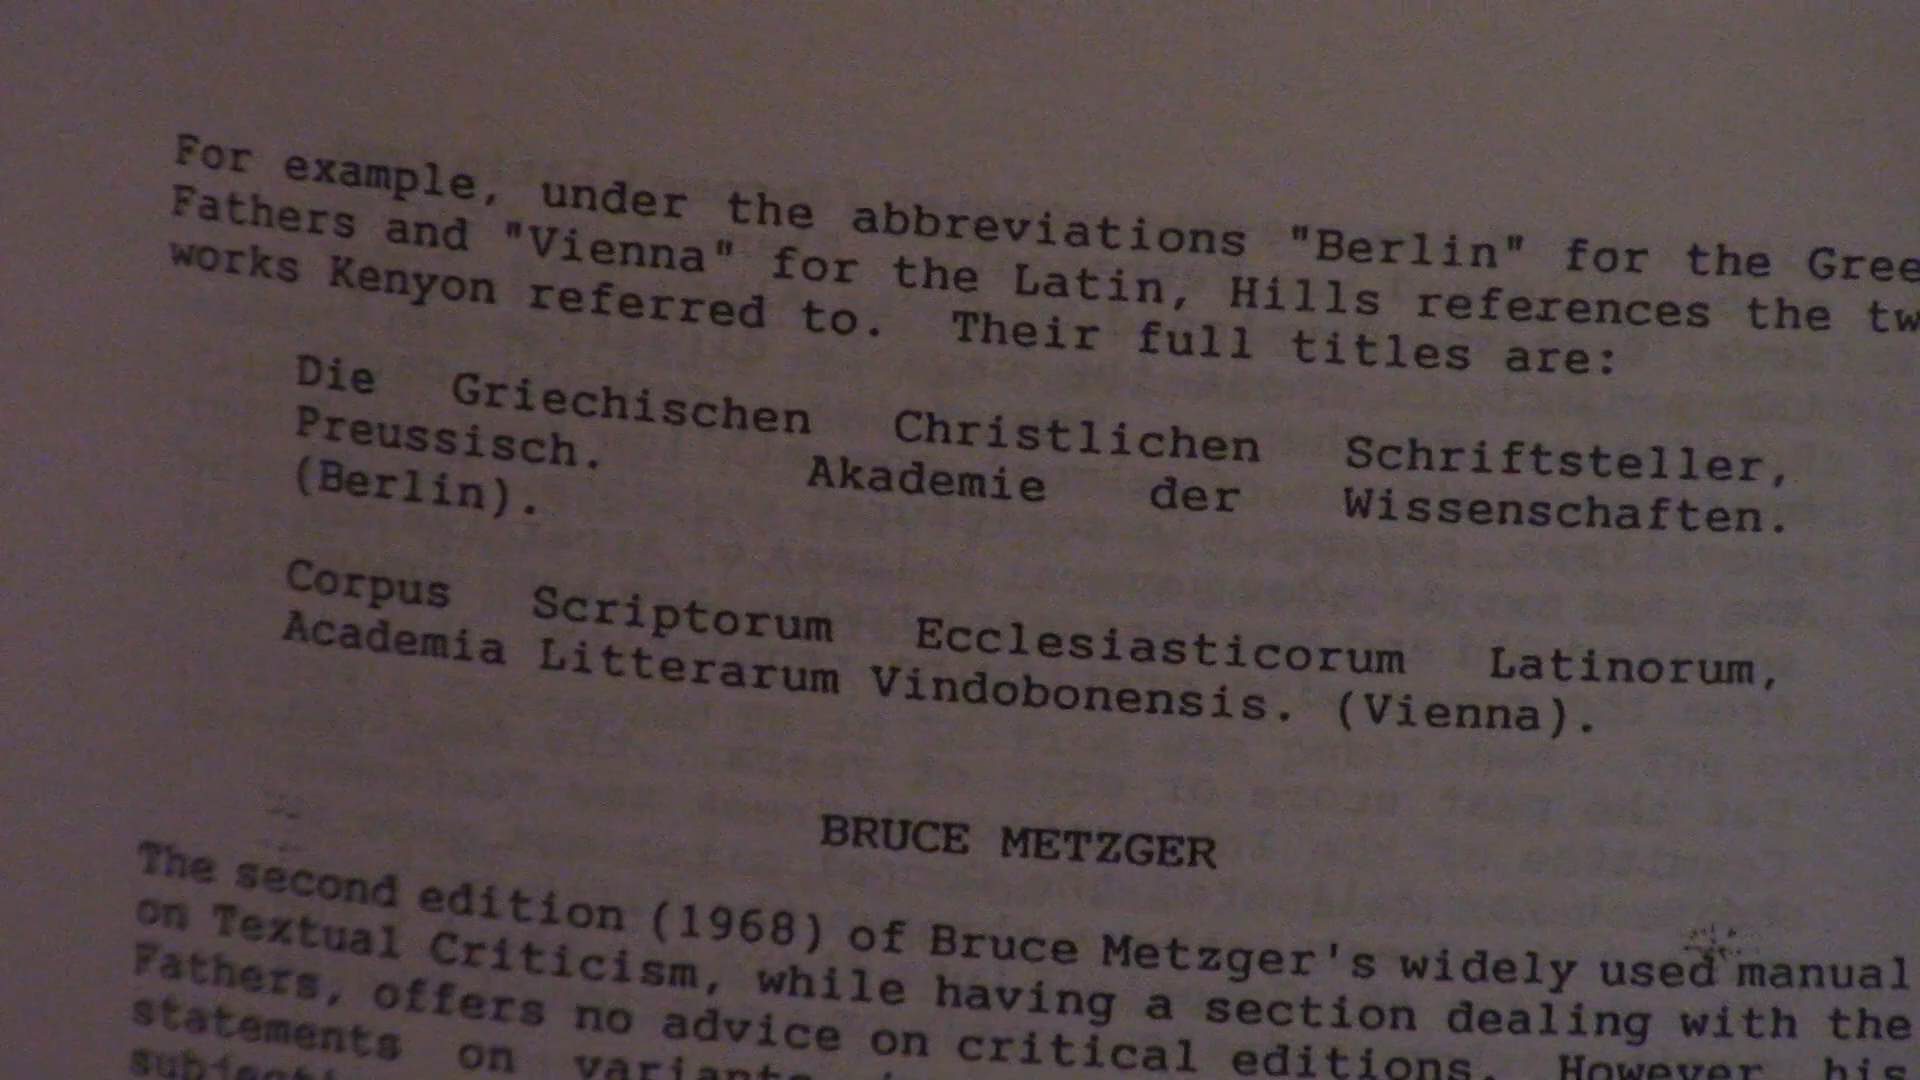 For example, under the abbreviations "Berlin" for the Gree
Fathers and "Vienna" for the Latin, Hills references the tw
works Kenyon referred to. Their full titles are:
Die Griechischen Christlichen Schriftsteller,
Preussisch. Akademie der Wissenschaften.
(Berlin).
Corpus Scriptorum Ecclesiasticorum Latinorum,
Academia Litterarum Vindobonensis. (Vienna).
BRUCE METZGER
The second edition (1968) of Bruce Metzger's widely used manual
on Textual Criticism, while having a section dealing with the
Fathers, offers no advice on critical editions. However his
statements on variants